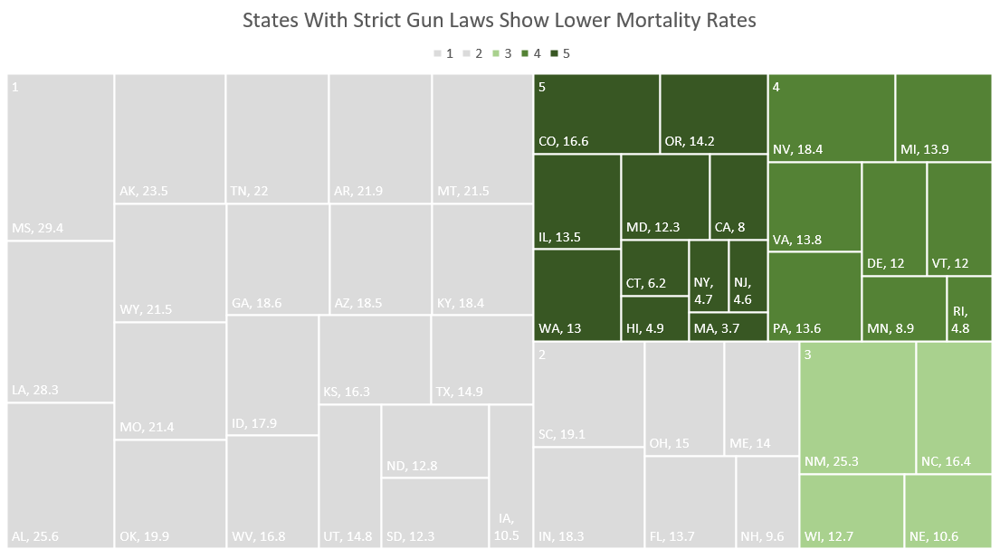 States With Strict Gun Laws Show Lower Mortality Rates
1 2 3 4 5
1
MS, 29.4
LA, 28.3
AL, 25.6
AK, 23.5
TN, 22
AR, 21.9
MT, 21.5
WY, 21.5
MO, 21.4
OK, 19.9
GA, 18.6
AZ, 18.5
KY, 18.4
ID, 17.9
WV, 16.8
KS, 16.3
TX, 14.9
UT, 14.8
ND, 12.8
SD, 12.3
IA,
10.5
5
CO, 16.6
OR, 14.2
IL, 13.5
WA, 13
MD, 12.3
CA, 8
CT, 6.2
HI, 4.9
NY,
4.7
NJ,
4.6
MA, 3.7
4
NV, 18.4
MI, 13.9
VA, 13.8
PA, 13.6
DE, 12
VT, 12
MN, 8.9
RI,
4.8
2
SC, 19.1
IN, 18.3
OH, 15
ME, 14
FL, 13.7
NH, 9.6
3
NM, 25.3
NC, 16.4
WI, 12.7
NE, 10.6